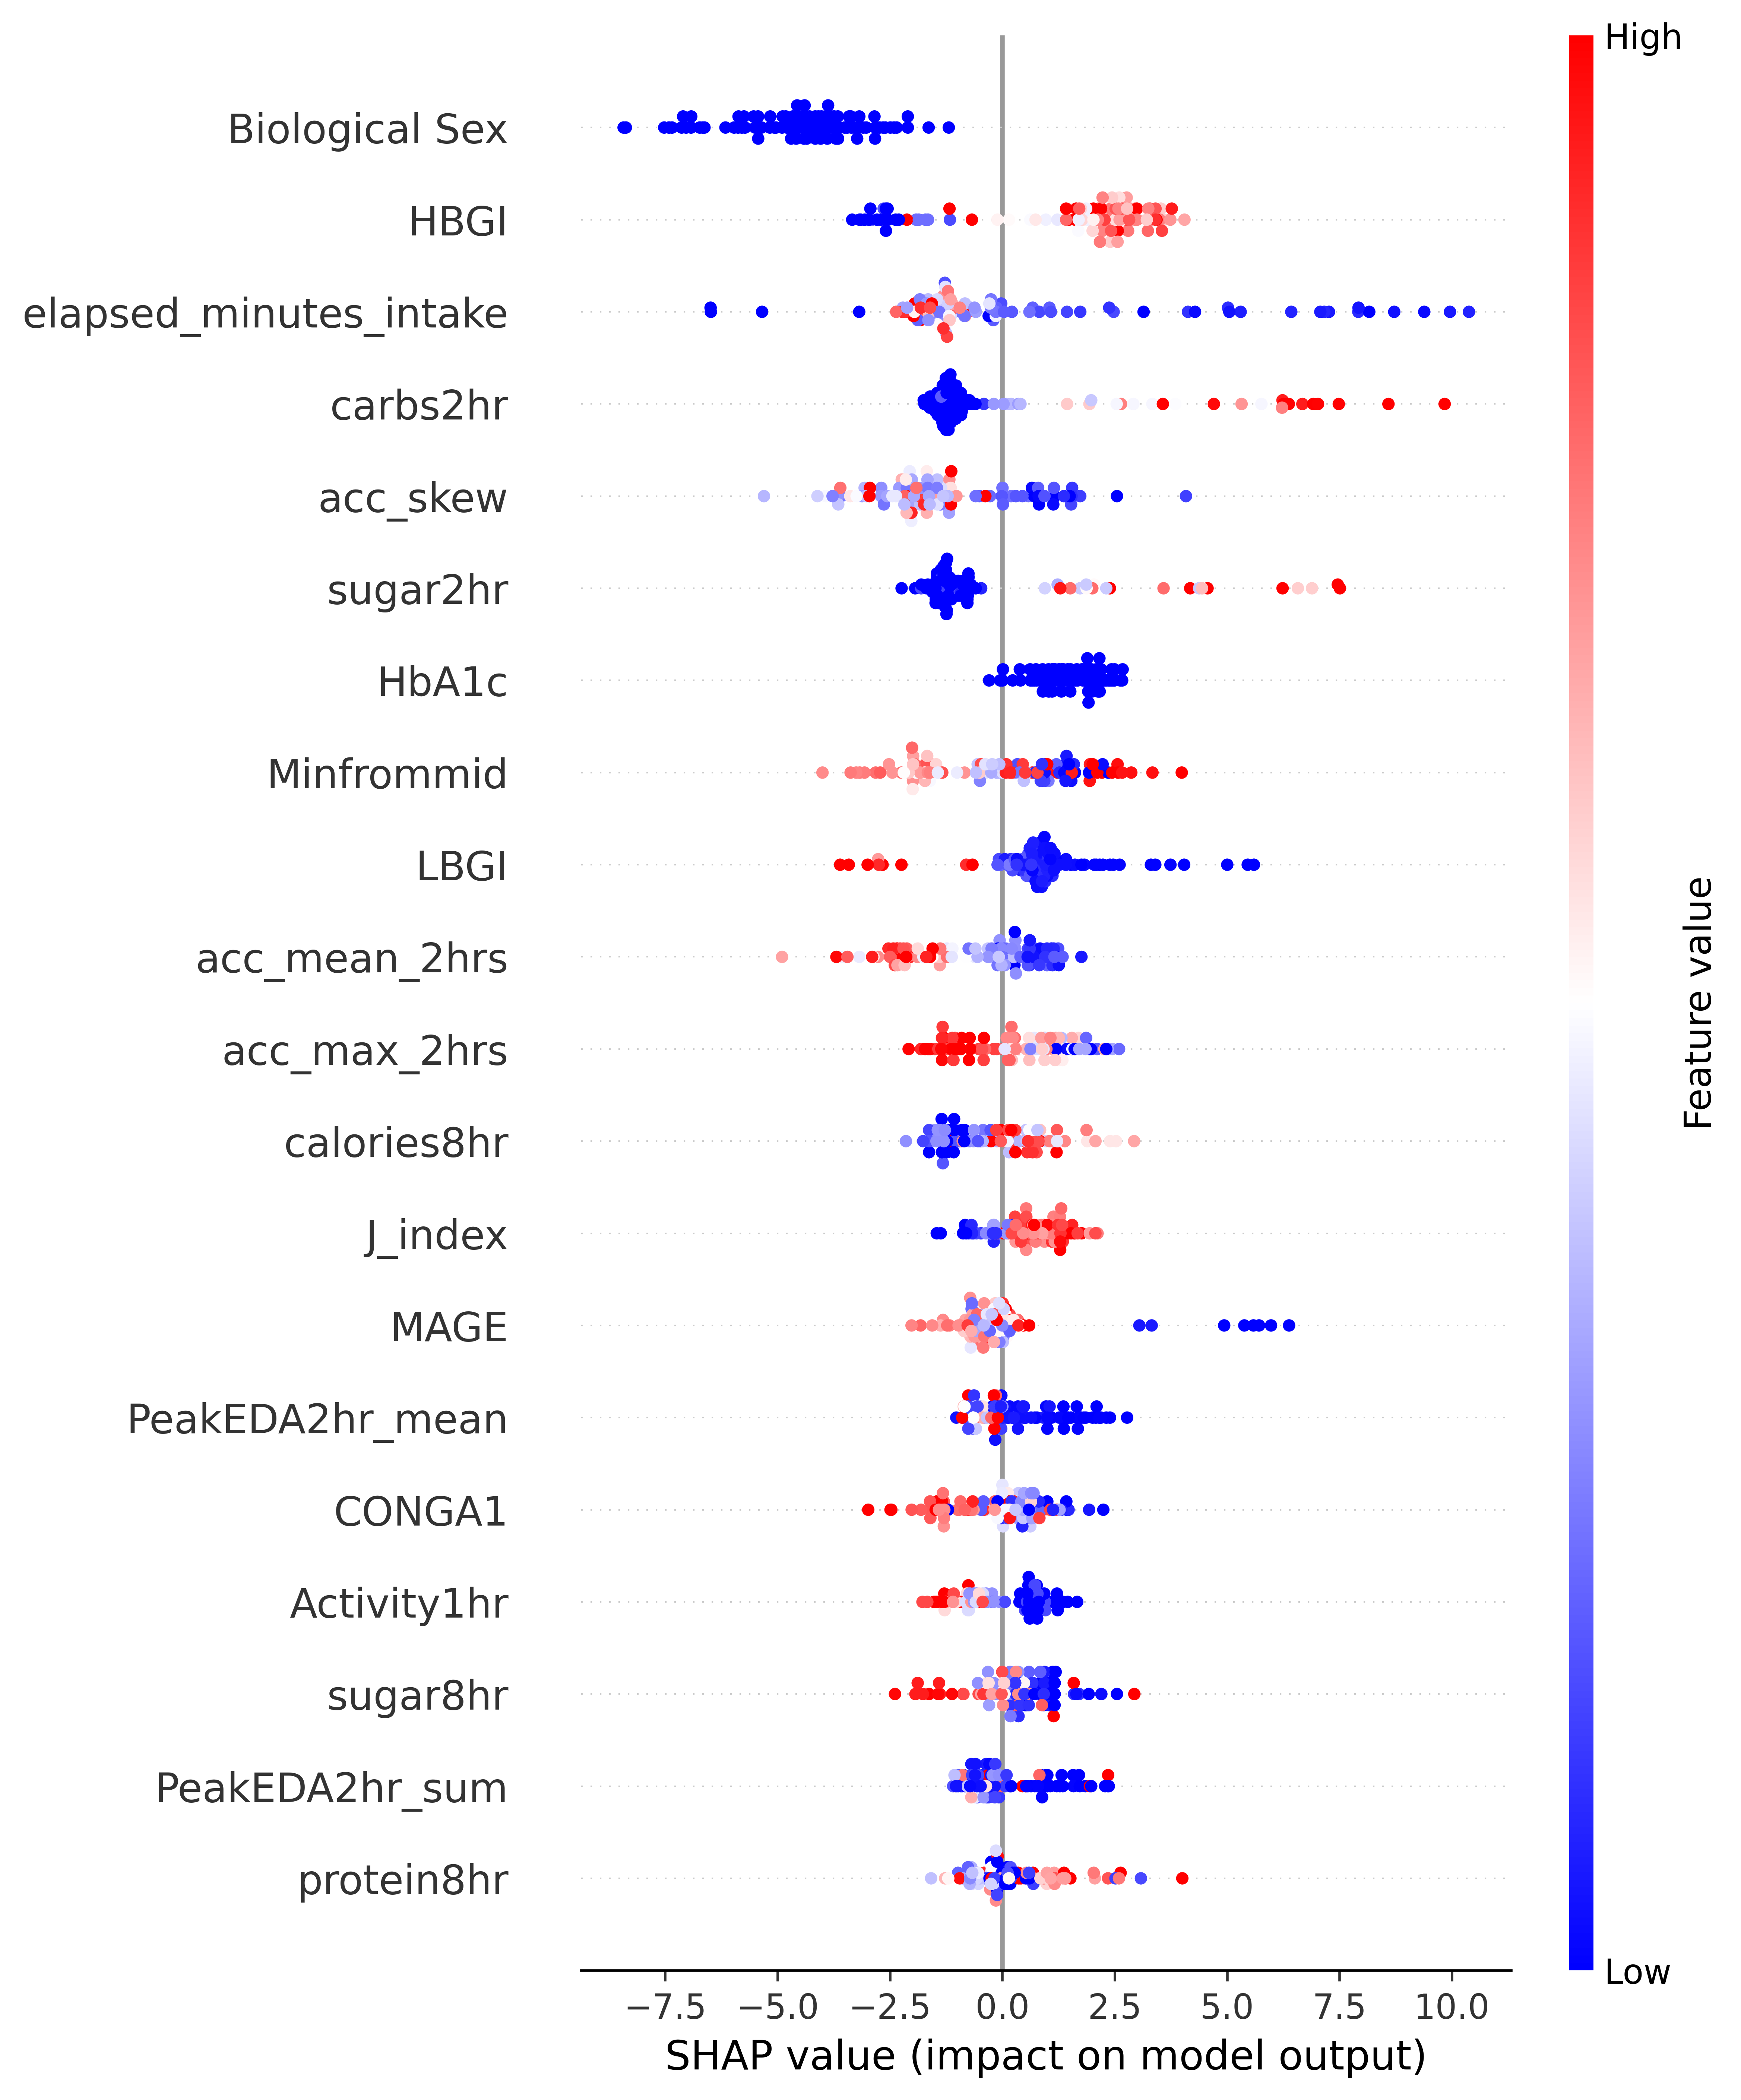 High
Biological Sex
HBGI
elapsed_minutes_intake
carbs2hr
acc_skew
sugar2hr
HbA1c
Minfrommid
LBGI
acc_mean_2hrs
acc_max_2hrs
calories8hr
J_index
MAGE
PeakEDA2hr_mean
CONGA1
Activity1hr
sugar8hr
PeakEDA2hr_sum
protein8hr
Feature value
Low
−7.5 −5.0 −2.5 0.0 2.5 5.0 7.5 10.0
SHAP value (impact on model output)